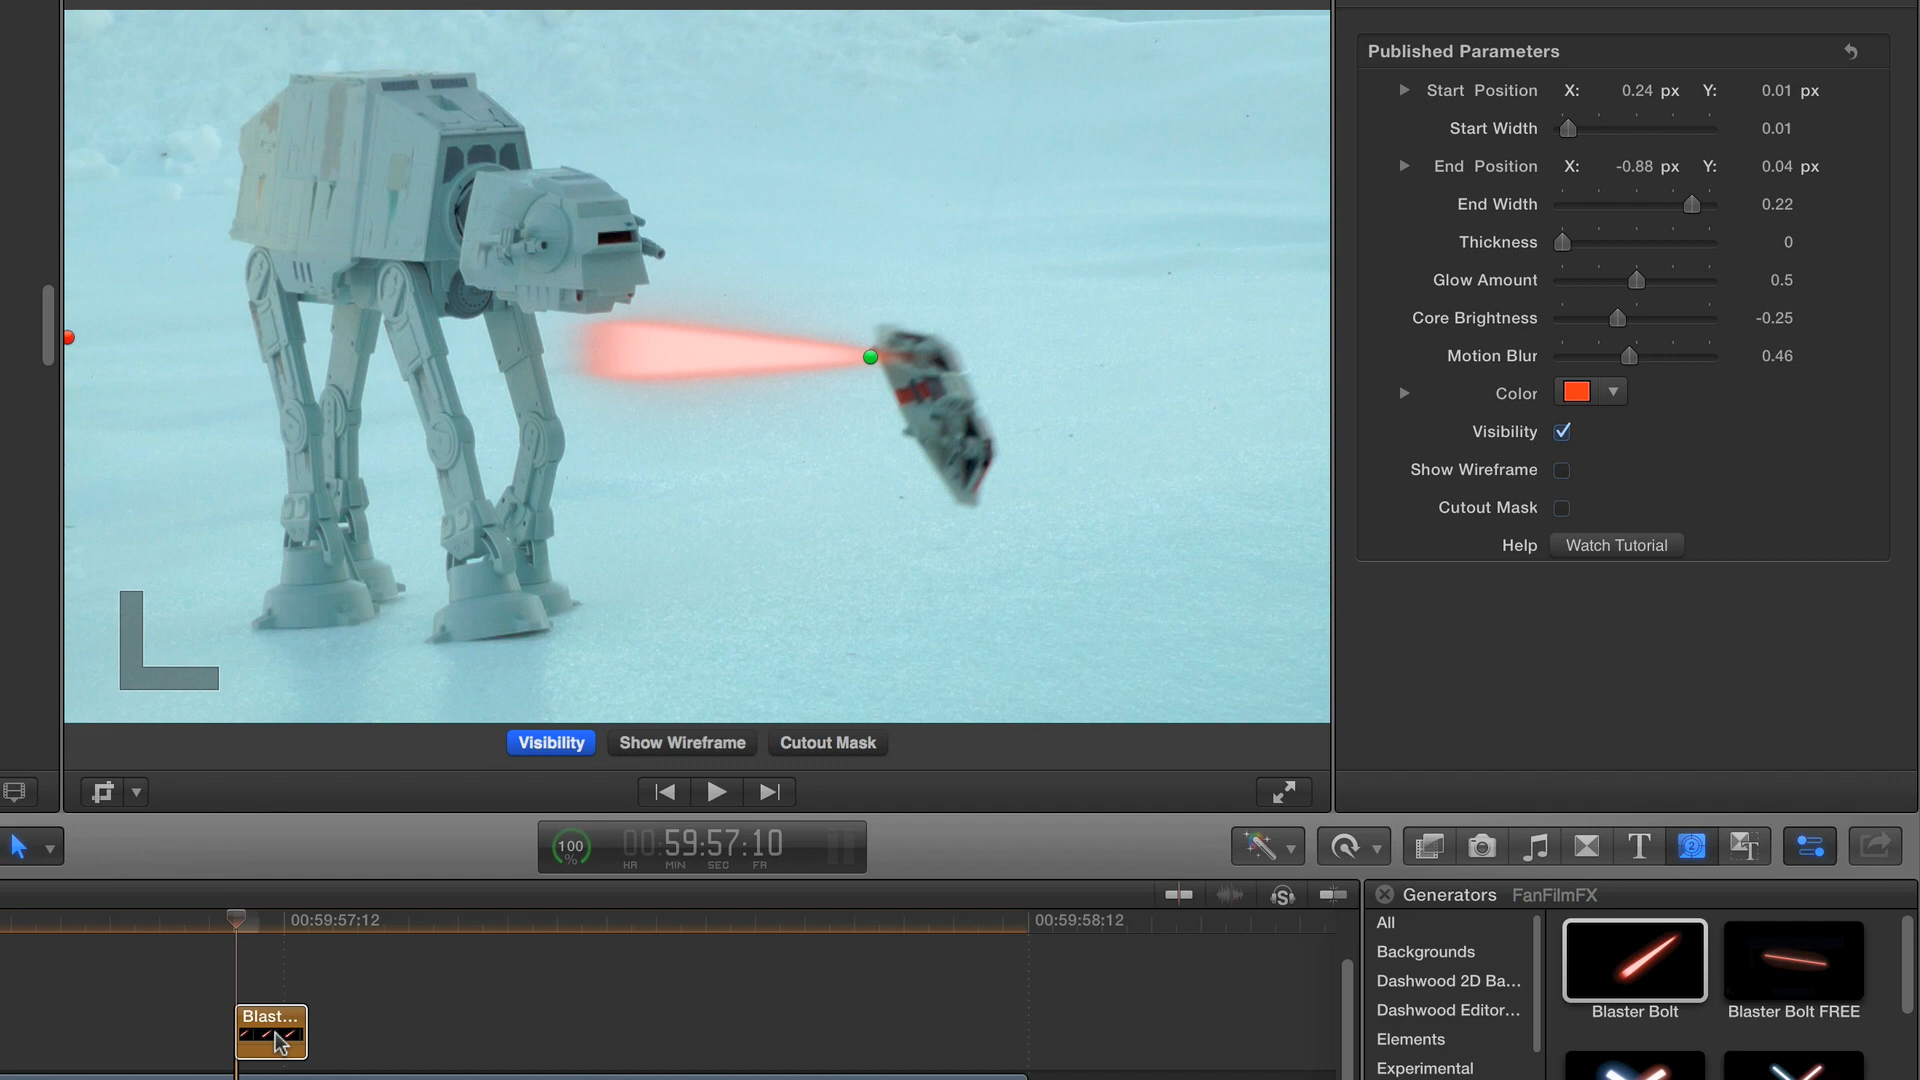 Published Parameters
Start Position X: 0.24 px Y: 0.01 px
Start Width 0.01
End Position X: -0.88 px Y: 0.04 px
End Width 0.22
Thickness 0
Glow Amount 0.5
Core Brightness -0.25
Motion Blur 0.46
Color
Visibility
Show Wireframe
Cutout Mask
Help Watch Tutorial
Visibility Show Wireframe Cutout Mask
100 %
00:59:57:10
HR MIN SEC FR
T
2
T
S
00:59:57:12
00:59:58:12
Blast...
Generators FanFilmFX
All
Backgrounds
Dashwood 2D Ba...
Dashwood Editor...
Elements
Experimental
Blaster Bolt
Blaster Bolt FREE